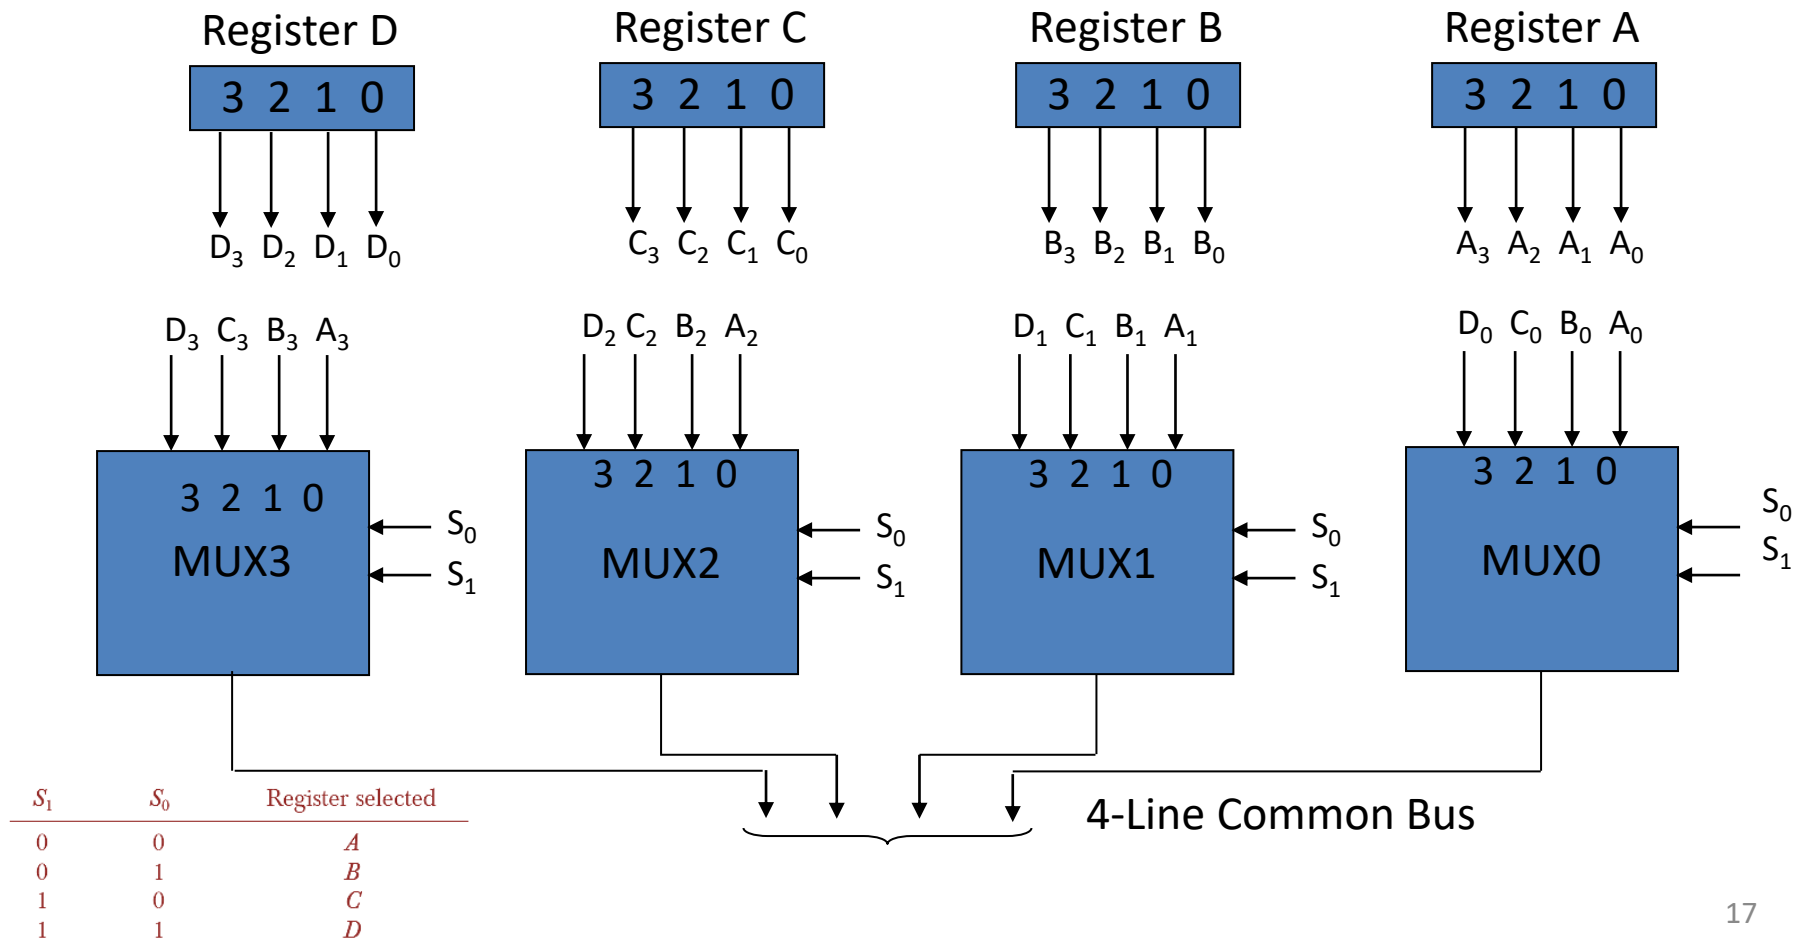 Register D Register C Register B Register A
3 2 1 0 3 2 1 0 3 2 1 0 3 2 1 0
D₃ D₂ D₁ D₀ C₃ C₂ C₁ C₀ B₃ B₂ B₁ B₀ A₃ A₂ A₁ A₀
D₃ C₃ B₃ A₃ D₂ C₂ B₂ A₂ D₁ C₁ B₁ A₁ D₀ C₀ B₀ A₀
3 2 1 0 3 2 1 0 3 2 1 0 3 2 1 0
S₀ S₀ S₀ S₀
MUX3 MUX2 MUX1 MUX0
S₁ S₁ S₁ S₁
4-Line Common Bus
S₁ S₀ Register selected
0 0 A
0 1 B
1 0 C
1 1 D
17